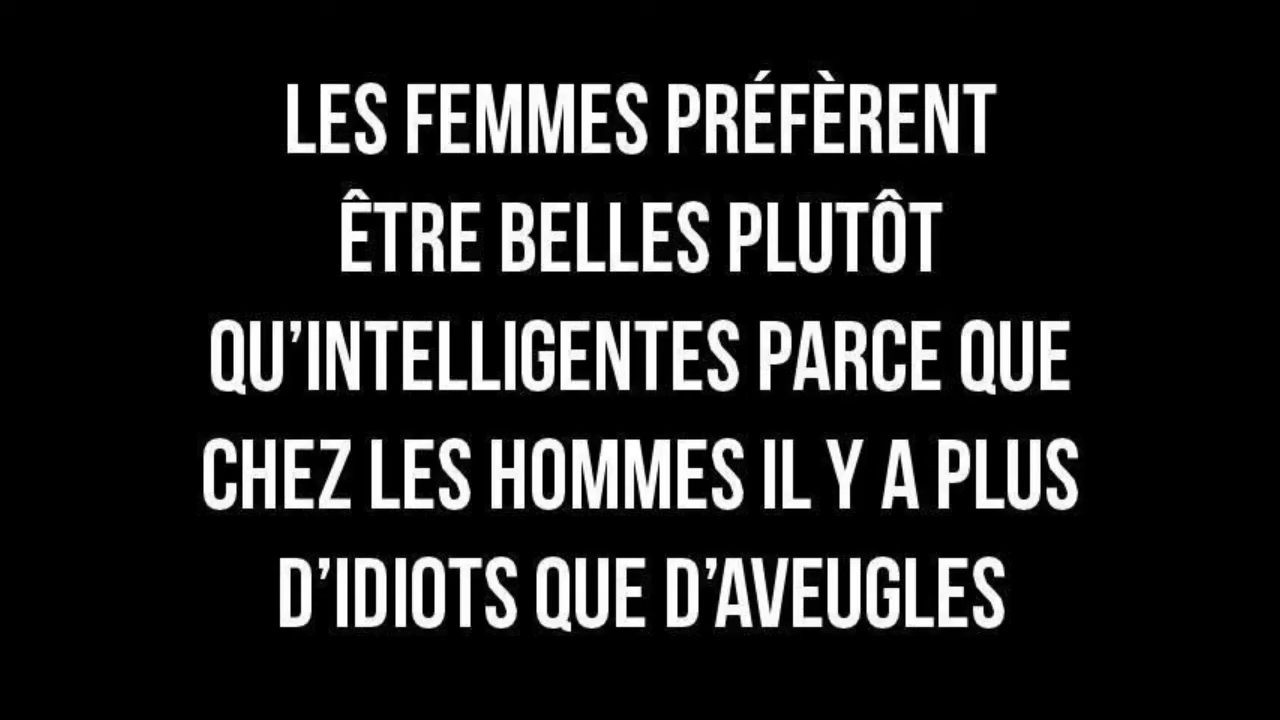 LES FEMMES PRÉFÈRENT
ÊTRE BELLES PLUTÔT
QU’INTELLIGENTES PARCE QUE
CHEZ LES HOMMES IL Y A PLUS
D’IDIOTS QUE D’AVEUGLES